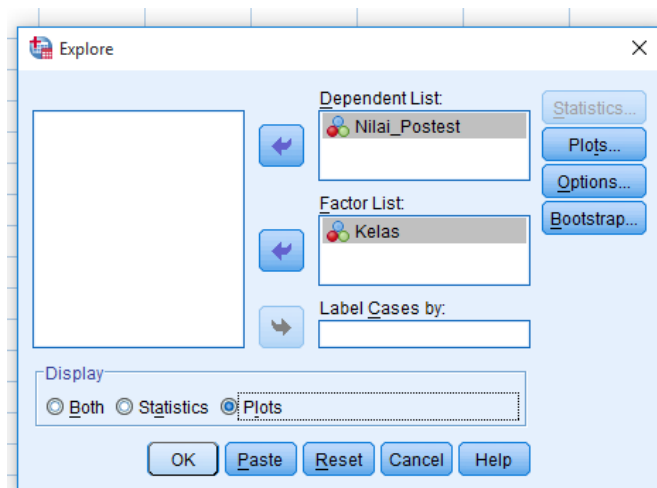 Explore
Dependent List:
Nilai_Postest
Statistics...
Plots...
Options...
Bootstrap...
Factor List:
Kelas
Label Cases by:
Display
Both Statistics Plots
OK Paste Reset Cancel Help